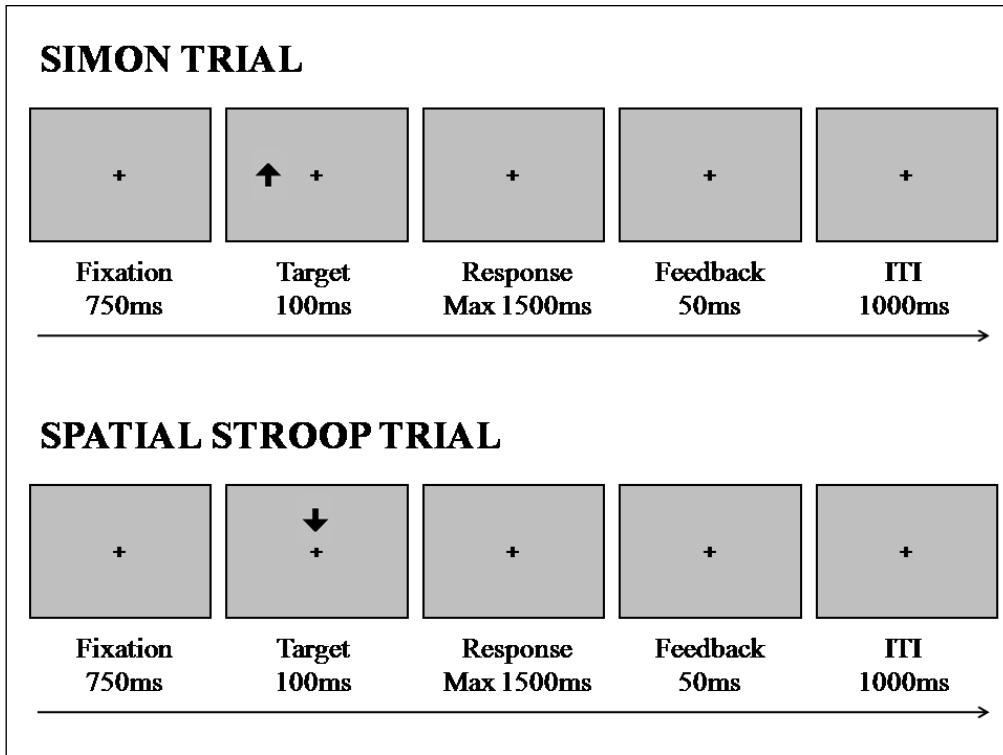 SIMON TRIAL
Fixation Target Response Feedback ITI
750ms 100ms Max 1500ms 50ms 1000ms
SPATIAL STROOP TRIAL
Fixation Target Response Feedback ITI
750ms 100ms Max 1500ms 50ms 1000ms